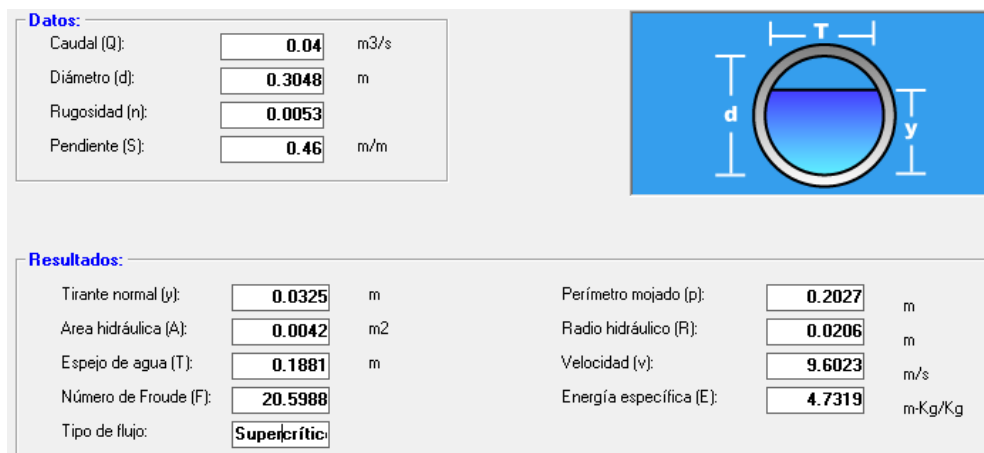 Datos:
Caudal (Q): 0.04 m3/s
Diámetro (d): 0.3048 m
Rugosidad (n): 0.0053
Pendiente (S): 0.46 m/m
T
d
y
Resultados:
Tirante normal (y): 0.0325 m Perímetro mojado (p): 0.2027 m
Area hidráulica (A): 0.0042 m2 Radio hidráulico (R): 0.0206 m
Espejo de agua (T): 0.1881 m Velocidad (v): 9.6023 m/s
Número de Froude (F): 20.5988 Energía específica (E): 4.7319 m-Kg/Kg
Tipo de flujo: Supercrític